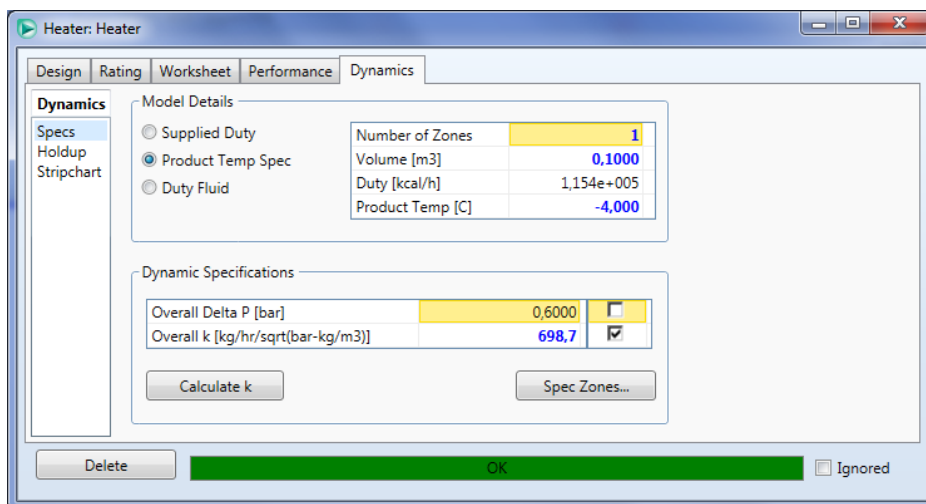 Heater: Heater
Design Rating Worksheet Performance Dynamics
Dynamics
Specs
Holdup
Stripchart
Model Details
Supplied Duty
Product Temp Spec
Duty Fluid
Number of Zones 1
Volume [m3] 0,1000
Duty [kcal/h] 1,154e+005
Product Temp [C] -4,000
Dynamic Specifications
Overall Delta P [bar] 0,6000
Overall k [kg/hr/sqrt(bar-kg/m3)] 698,7
Calculate k Spec Zones...
Delete OK Ignored